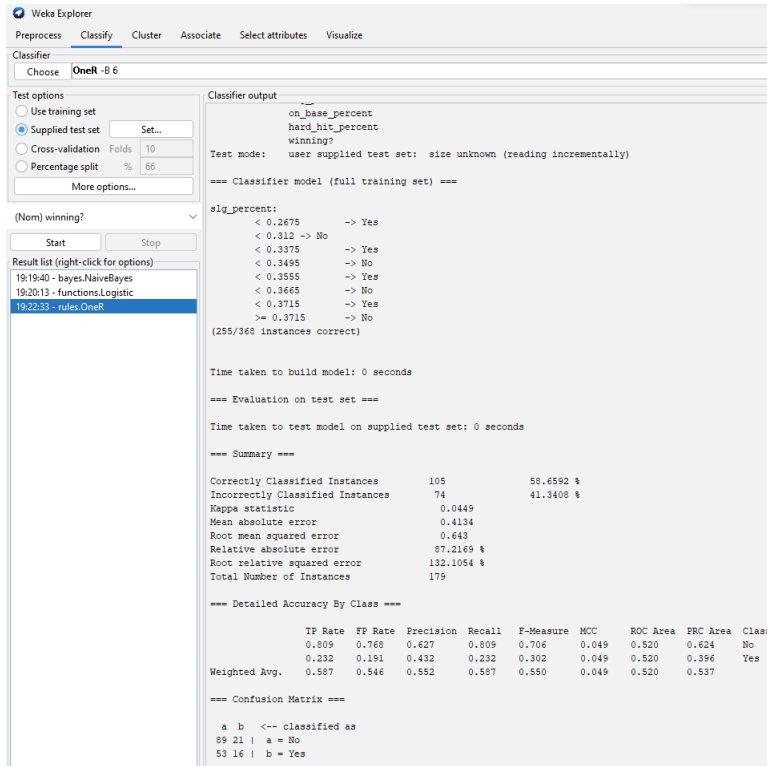 Weka Explorer
Preprocess Classify Cluster Associate Select attributes Visualize
Classifier
Choose OneR -B 6
Test options
Use training set
Supplied test set Set...
Cross-validation Folds 10
Percentage split % 66
More options...
(Nom) winning?
Start Stop
Result list (right-click for options)
19:19:40 - bayes.NaiveBayes
19:20:13 - functions.Logistic
19:22:33 - rules.OneR
Classifier output
on_base_percent
hard_hit_percent
winning?
Test mode: user supplied test set: size unknown (reading incrementally)
=== Classifier model (full training set) ===
slg_percent:
< 0.2675 -> Yes
< 0.312 -> No
< 0.3375 -> Yes
< 0.3495 -> No
< 0.3555 -> Yes
< 0.3665 -> No
< 0.3715 -> Yes
>= 0.3715 -> No
(255/368 instances correct)
Time taken to build model: 0 seconds
=== Evaluation on test set ===
Time taken to test model on supplied test set: 0 seconds
=== Summary ===
Correctly Classified Instances 105 58.6592 %
Incorrectly Classified Instances 74 41.3408 %
Kappa statistic 0.0449
Mean absolute error 0.4134
Root mean squared error 0.643
Relative absolute error 87.2169 %
Root relative squared error 132.1054 %
Total Number of Instances 179
=== Detailed Accuracy By Class ===
TP Rate FP Rate Precision Recall F-Measure MCC ROC Area PRC Area Clas
0.809 0.768 0.627 0.809 0.706 0.049 0.520 0.624 No
0.232 0.191 0.432 0.232 0.302 0.049 0.520 0.396 Yes
Weighted Avg. 0.587 0.546 0.552 0.587 0.550 0.049 0.520 0.537
=== Confusion Matrix ===
a b <-- classified as
89 21 | a = No
53 16 | b = Yes